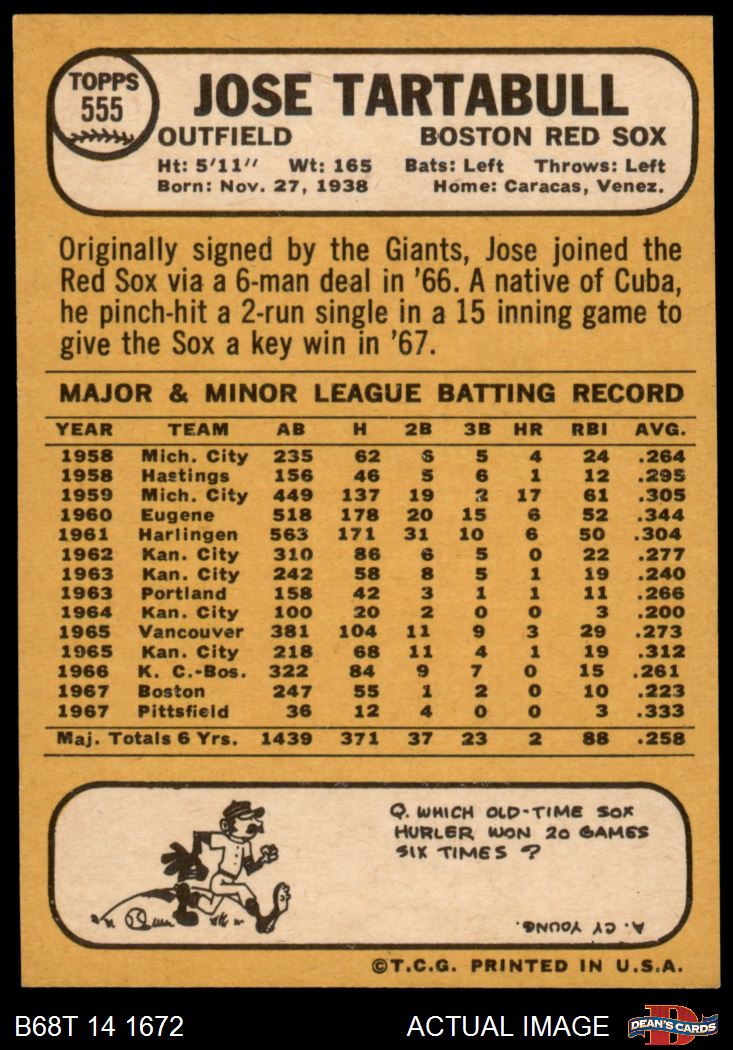 TOPPS
555
JOSE TARTABULL
OUTFIELD BOSTON RED SOX
Ht: 5'11" Wt: 165 Bats: Left Throws: Left
Born: Nov. 27, 1938 Home: Caracas, Venez.
Originally signed by the Giants, Jose joined the
Red Sox via a 6-man deal in '66. A native of Cuba,
he pinch-hit a 2-run single in a 15 inning game to
give the Sox a key win in '67.
MAJOR & MINOR LEAGUE BATTING RECORD
YEAR TEAM AB H 2B 3B HR RBI AVG.
1958 Mich. City 235 62 6 5 4 24 .264
1958 Hastings 156 46 5 6 1 12 .295
1959 Mich. City 449 137 19 3 17 61 .305
1960 Eugene 518 178 20 15 6 52 .344
1961 Harlingen 563 171 31 10 6 50 .304
1962 Kan. City 310 86 6 5 0 22 .277
1963 Kan. City 242 58 8 5 1 19 .240
1963 Portland 158 42 3 1 1 11 .266
1964 Kan. City 100 20 2 0 0 3 .200
1965 Vancouver 381 104 11 9 3 29 .273
1965 Kan. City 218 68 11 4 1 19 .312
1966 K. C.-Bos. 322 84 9 7 0 15 .261
1967 Boston 247 55 1 2 0 10 .223
1967 Pittsfield 36 12 4 0 0 3 .333
Maj. Totals 6 Yrs. 1439 371 37 23 2 88 .258
Q. WHICH OLD-TIME SOX
HURLER WON 20 GAMES
SIX TIMES ?
A. CY YOUNG.
©T.C.G. PRINTED IN U.S.A.
B68T 14 1672 ACTUAL IMAGE DEAN'S CARDS